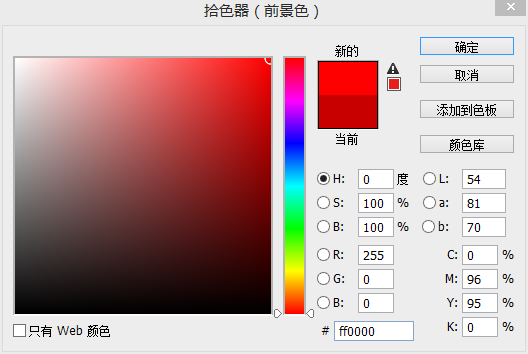 拾色器（前景色）
新的
当前
确定
取消
添加到色板
颜色库
H: 0 度
S: 100 %
B: 100 %
R: 255
G: 0
B: 0
# ff0000
L: 54
a: 81
b: 70
C: 0 %
M: 96 %
Y: 95 %
K: 0 %
只有 Web 颜色